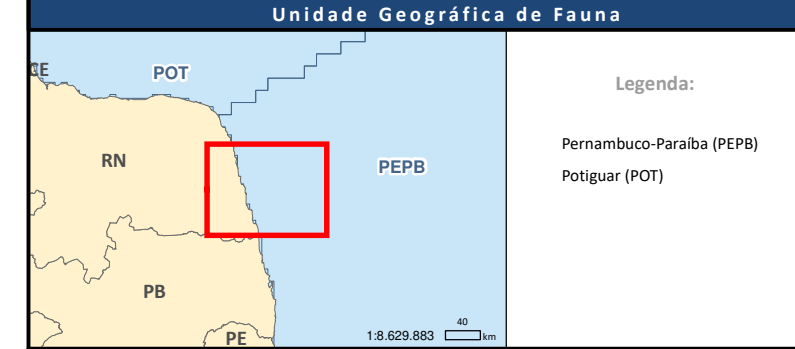 Unidade Geográfica de Fauna
CE
POT
RN
PEPB
PB
PE
1:8.629.883
40
km
Legenda:
Pernambuco-Paraíba (PEPB)
Potiguar (POT)